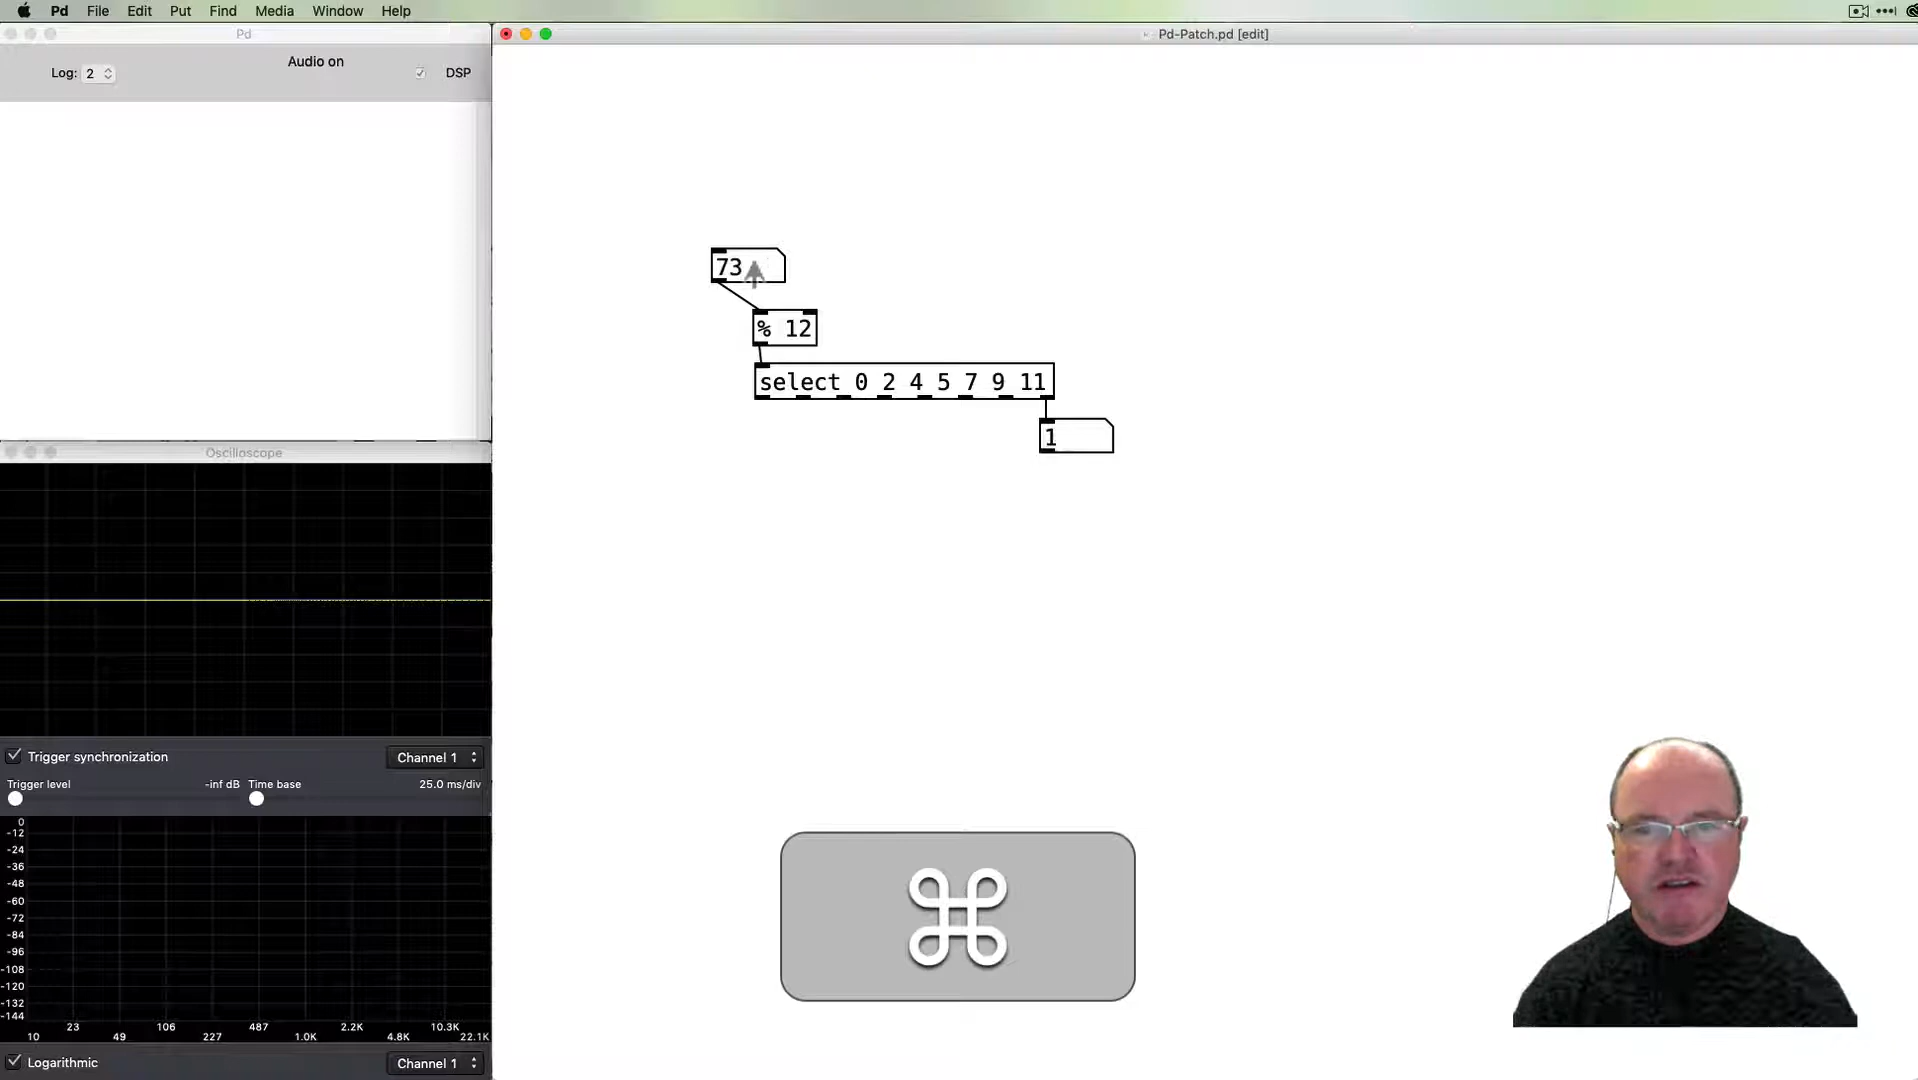 Pd File Edit Put Find Media Window Help
Pd
Log: 2
Audio on
DSP
Pd-Patch.pd [edit]
73
% 12
select 0 2 4 5 7 9 11
1
Oscilloscope
Trigger synchronization
Channel 1
Trigger level -inf dB Time base 25.0 ms/div
0
-12
-24
-36
-48
-60
-72
-84
-96
-108
-120
-132
-144
23 106 487 2.2K 10.3K
10 49 227 1.0K 4.8K 22.1K
Logarithmic
Channel 1